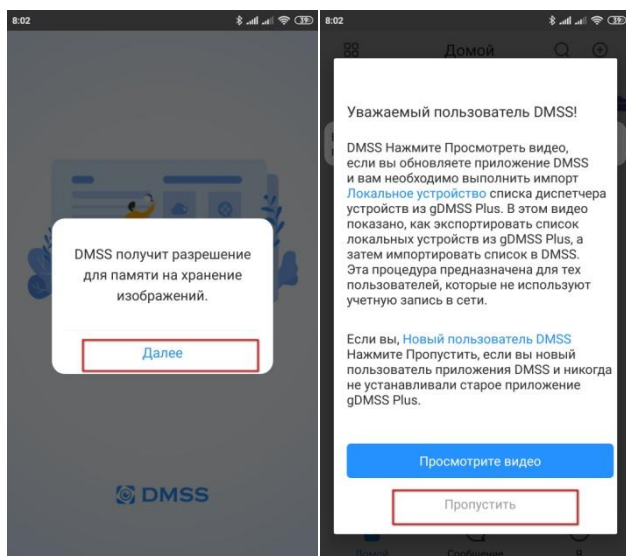 8:02
39
DMSS получит разрешение
для памяти на хранение
изображений.
Далее
DMSS
8:02
39
Домой
Уважаемый пользователь DMSS!
DMSS Нажмите Просмотреть видео,
если вы обновляете приложение DMSS
и вам необходимо выполнить импорт
Локальное устройство списка диспетчера
устройств из gDMSS Plus. В этом видео
показано, как экспортировать список
локальных устройств из gDMSS Plus, а
затем импортировать список в DMSS.
Эта процедура предназначена для тех
пользователей, которые не используют
учетную запись в сети.
Если вы, Новый пользователь DMSS
Нажмите Пропустить, если вы новый
пользователь приложения DMSS и никогда
не устанавливали старое приложение
gDMSS Plus.
Просмотрите видео
Пропустить
Домой Сообщение Я